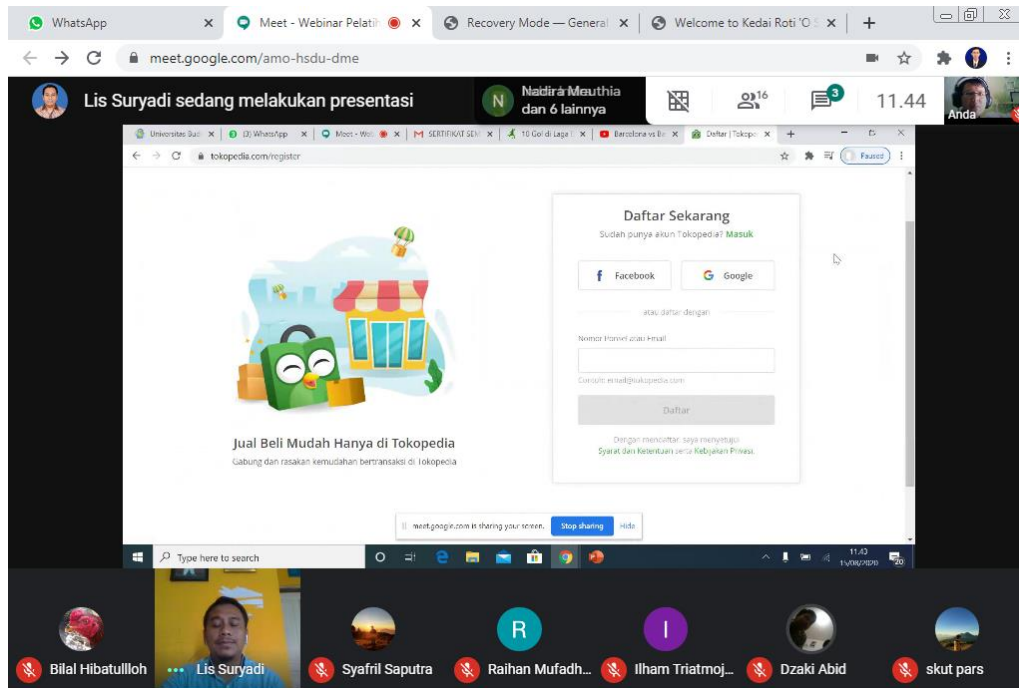 WhatsApp
Meet - Webinar Pelatih
Recovery Mode — General
Welcome to Kedai Roti 'O S
meet.google.com/amo-hsdu-dme
Lis Suryadi sedang melakukan presentasi
N
dan 6 lainnya
16
3
11.44
Anda
WhatsApp
SERTIFIKAT SEM
10 Gol di Laga
Barcelona vs Be
Daftar | Tokope
tokopedia.com/register
Paused
Daftar Sekarang
Sudah punya akun Tokopedia? Masuk
Facebook
Google
atau daftar dengan
Nomor Ponsel atau Email
Contoh: email@tokopedia.com
Daftar
Dengan mendaftar, saya menyetujui
Syarat dan Ketentuan serta Kebijakan Privasi
Jual Beli Mudah Hanya di Tokopedia
Gabung dan rasakan kemudahan bertransaksi di Tokopedia
meet.google.com is sharing your screen.
Stop sharing
Hide
Type here to search
11.43
15/08/2020
20
R
I
Bilal Hibatullloh
Lis Suryadi
Syafril Saputra
Raihan Mufadh...
Ilham Triatmoj...
Dzaki Abid
skut pars